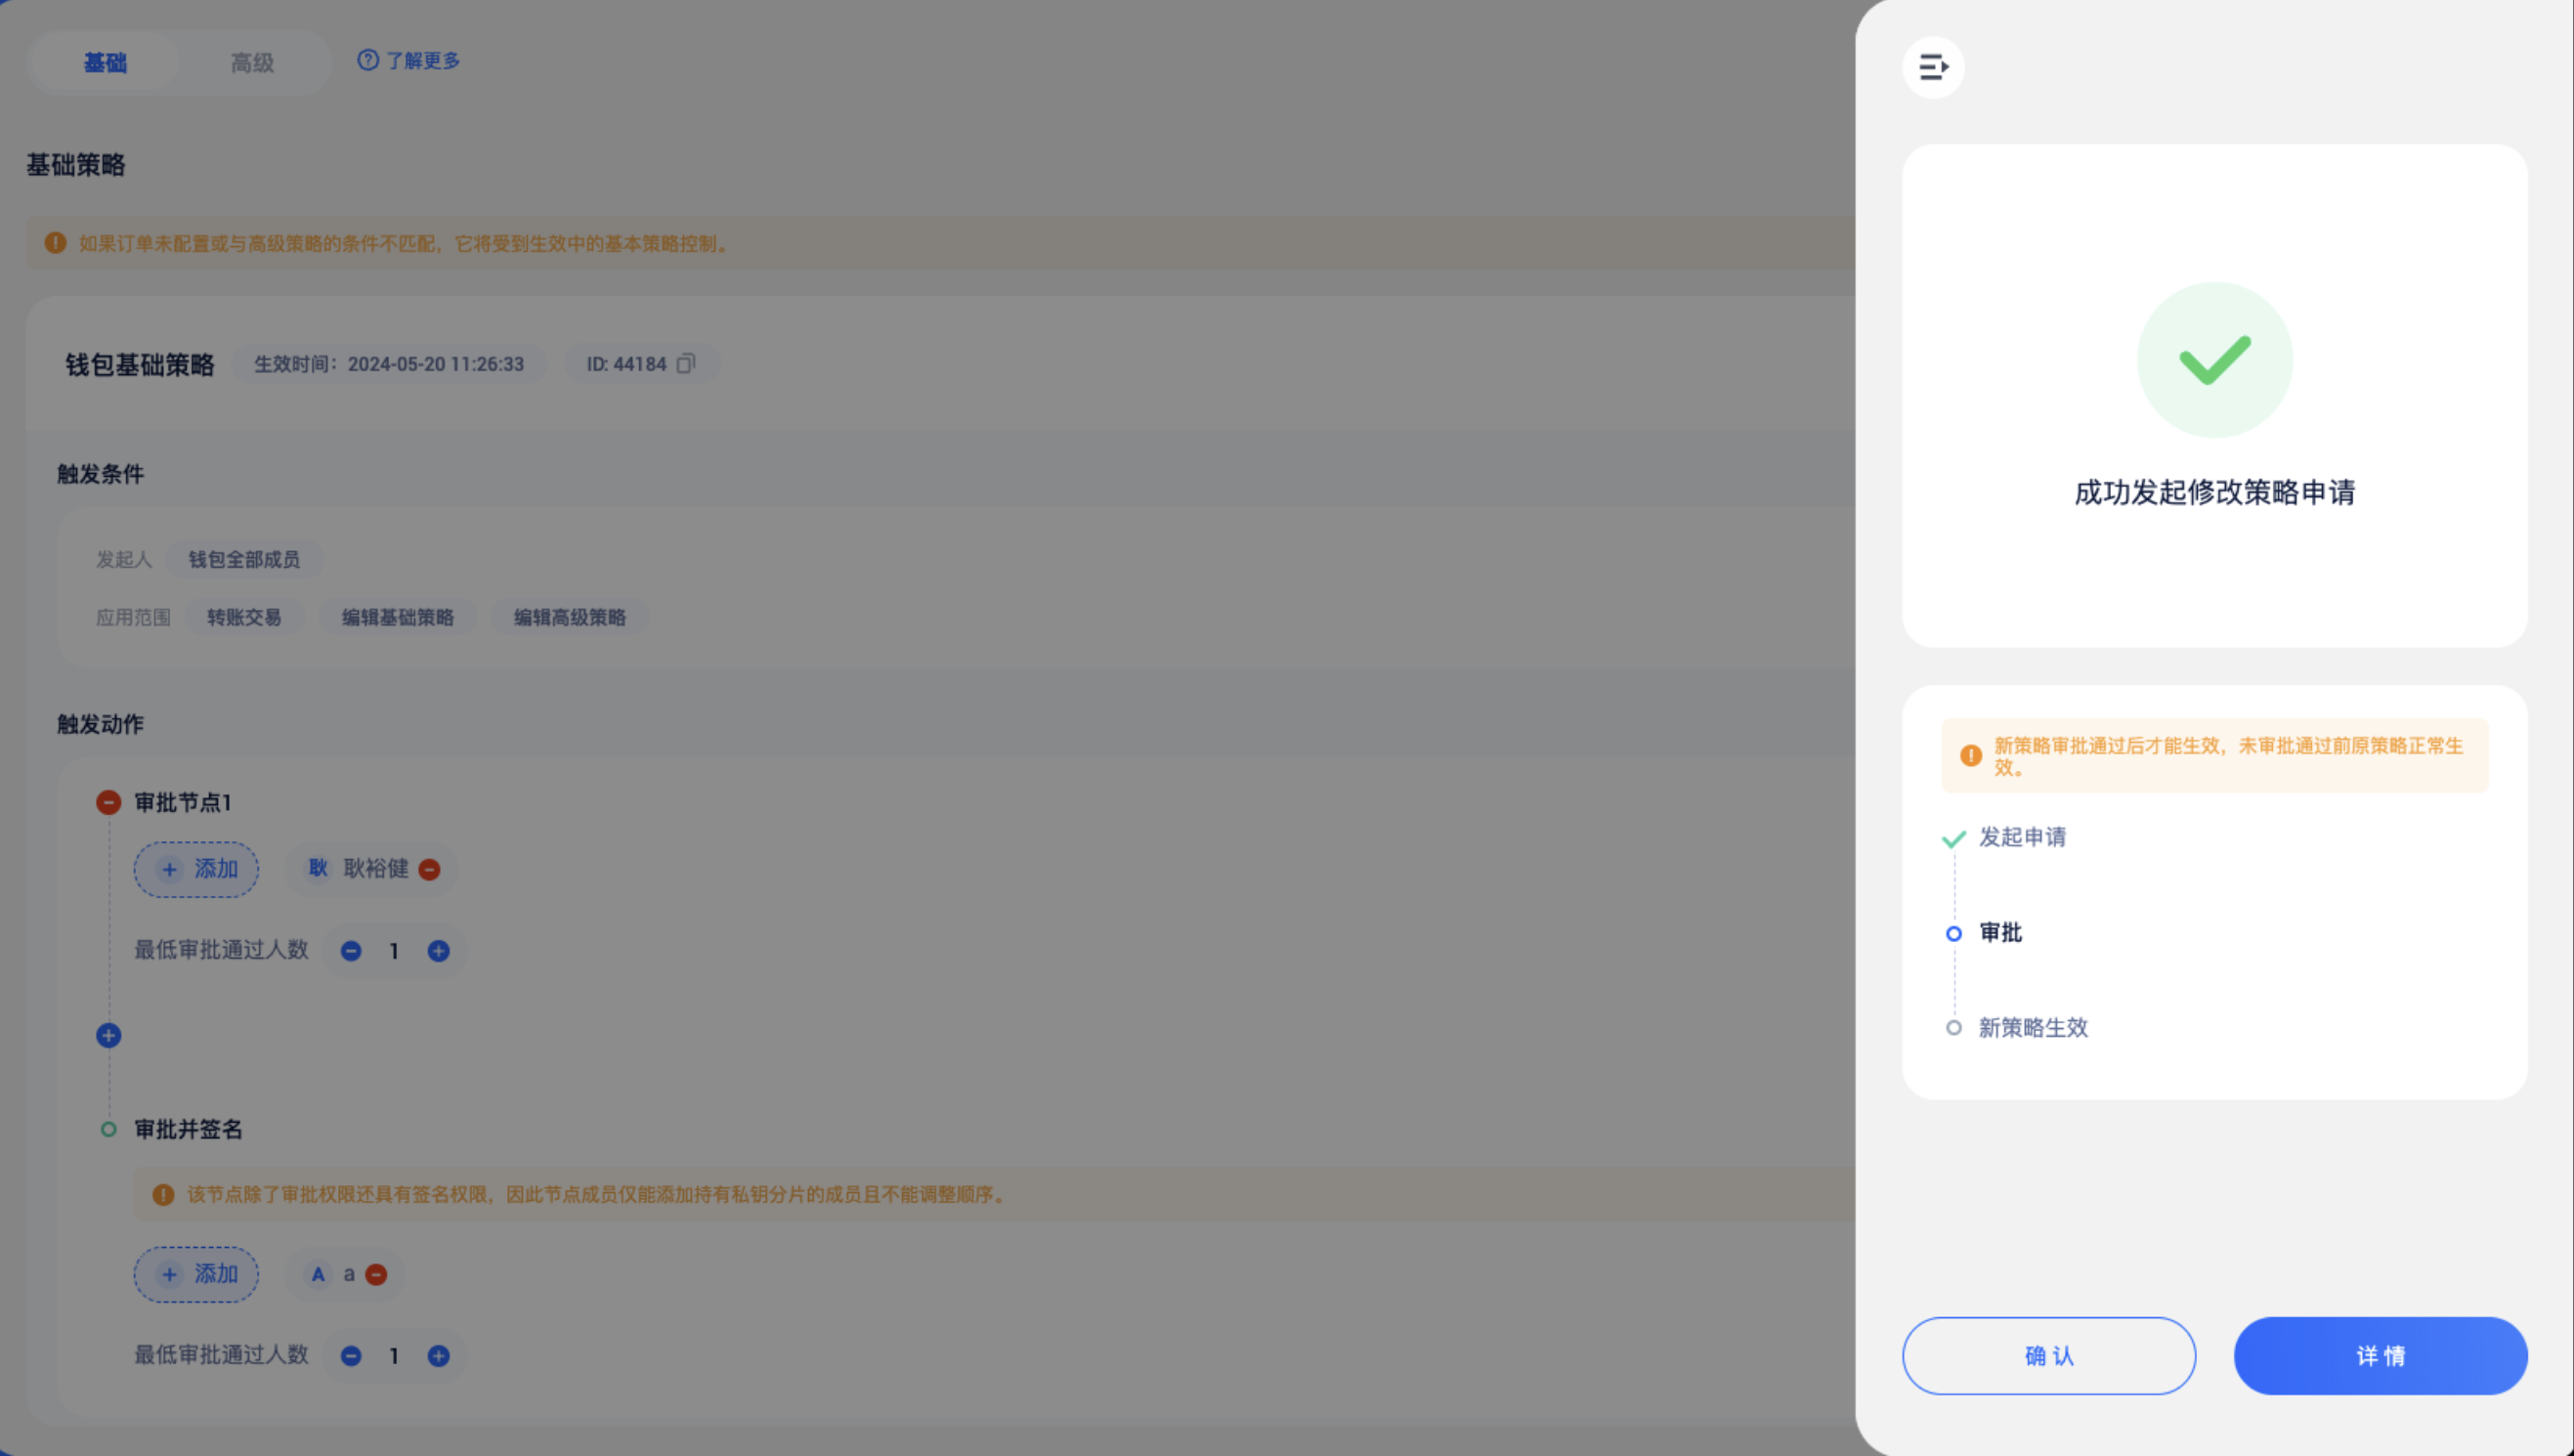 基础
高级
了解更多
基础策略
如果订单未配置或与高级策略的条件不匹配，它将受到生效中的基本策略控制。
钱包基础策略
生效时间：2024-05-20 11:26:33
ID: 44184
触发条件
发起人 钱包全部成员
应用范围 转账交易 编辑基础策略 编辑高级策略
触发动作
审批节点1
添加 耿 耿裕健
最低审批通过人数 1
审批并签名
该节点除了审批权限还具有签名权限，因此节点成员仅能添加持有私钥分片的成员且不能调整顺序。
添加 A a
最低审批通过人数 1
成功发起修改策略申请
新策略审批通过后才能生效，未审批通过前原策略正常生
效。
发起申请
审批
新策略生效
确认
详情